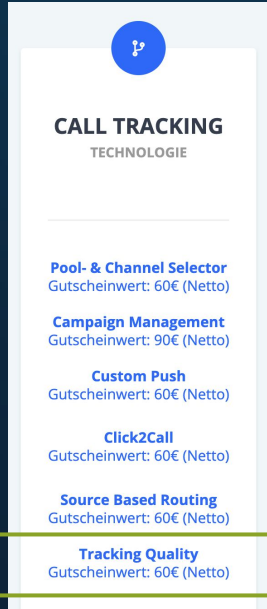 CALL TRACKING
TECHNOLOGIE
Pool- & Channel Selector
Gutscheinwert: 60€ (Netto)
Campaign Management
Gutscheinwert: 90€ (Netto)
Custom Push
Gutscheinwert: 60€ (Netto)
Click2Call
Gutscheinwert: 60€ (Netto)
Source Based Routing
Gutscheinwert: 60€ (Netto)
Tracking Quality
Gutscheinwert: 60€ (Netto)